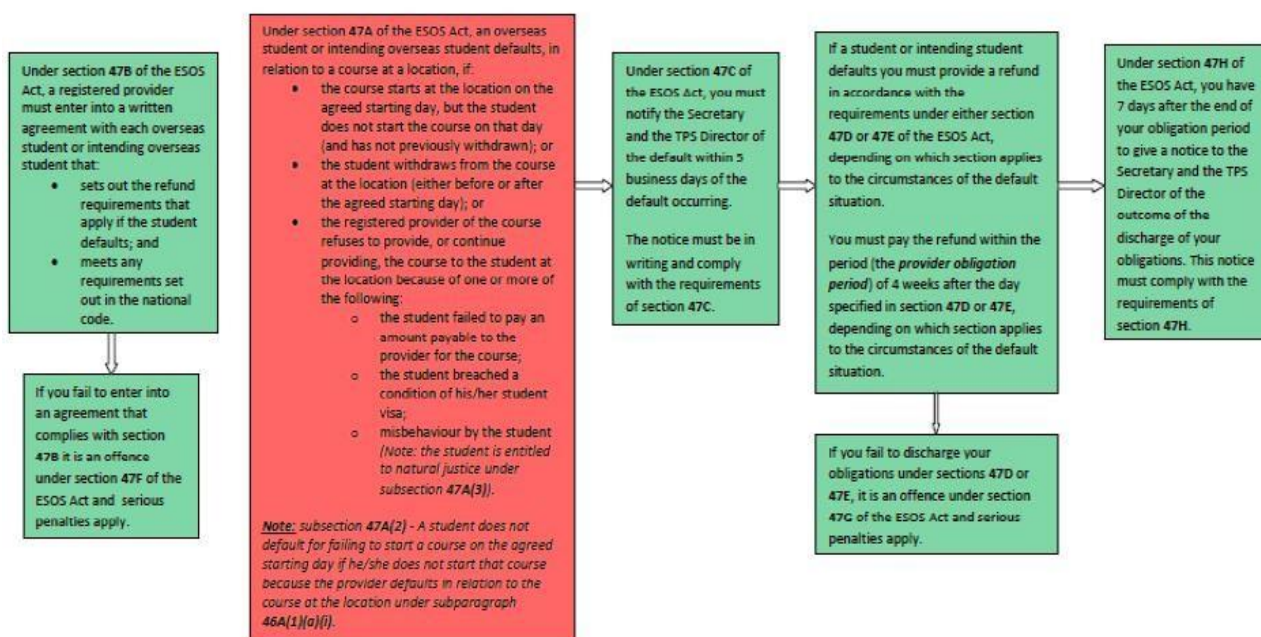 Under section 47B of the ESOS
Act, a registered provider
must enter into a written
agreement with each overseas
student or intending overseas
student that:
• sets out the refund
requirements that
apply if the student
defaults; and
• meets any
requirements set
out in the national
code.
If you fail to enter into
an agreement that
complies with section
47B it is an offence
under section 47F of the
ESOS Act and serious
penalties apply.
Under section 47A of the ESOS Act, an overseas
student or intending overseas student defaults, in
relation to a course at a location, if:
• the course starts at the location on the
agreed starting day, but the student
does not start the course on that day
(and has not previously withdrawn); or
• the student withdraws from the course
at the location (either before or after
the agreed starting day); or
• the registered provider of the course
refuses to provide, or continue
providing, the course to the student at
the location because of one or more of
the following:
o the student failed to pay an
amount payable to the
provider for the course;
o the student breached a
condition of his/her student
visa;
o misbehaviour by the student
(Note: the student is entitled
to natural justice under
subsection 47A(3)).
Note: subsection 47A(2) - A student does not
default for failing to start a course on the agreed
starting day if he/she does not start that course
because the provider defaults in relation to the
course at the location under subparagraph
46A(1)(a)(i).
Under section 47C of
the ESOS Act, you must
notify the Secretary
and the TPS Director of
the default within 5
business days of the
default occurring.
The notice must be in
writing and comply
with the requirements
of section 47C.
If a student or intending student
defaults you must provide a refund
in accordance with the
requirements under either section
47D or 47E of the ESOS Act,
depending on which section applies
to the circumstances of the default
situation.
You must pay the refund within the
period (the provider obligation
period) of 4 weeks after the day
specified in section 47D or 47E,
depending on which section applies
to the circumstances of the default
situation.
If you fail to discharge your
obligations under sections 47D or
47E, it is an offence under section
47G of the ESOS Act and serious
penalties apply.
Under section 47H of
the ESOS Act, you have
7 days after the end of
your obligation period
to give a notice to the
Secretary and the TPS
Director of the
outcome of the
discharge of your
obligations. This notice
must comply with the
requirements of
section 47H.